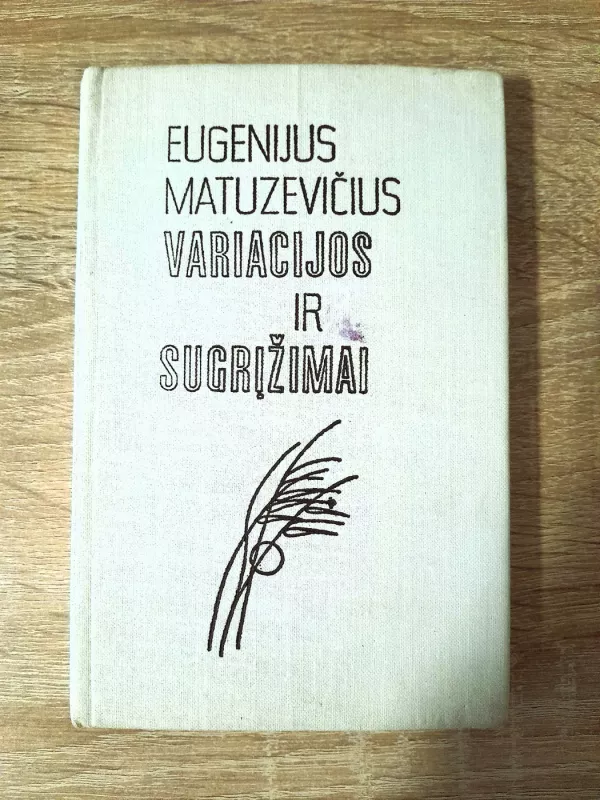 EUGENIJUS
MATUZEVIČIUS
VARIACIJOS
IR
SUGRĮŽIMAI